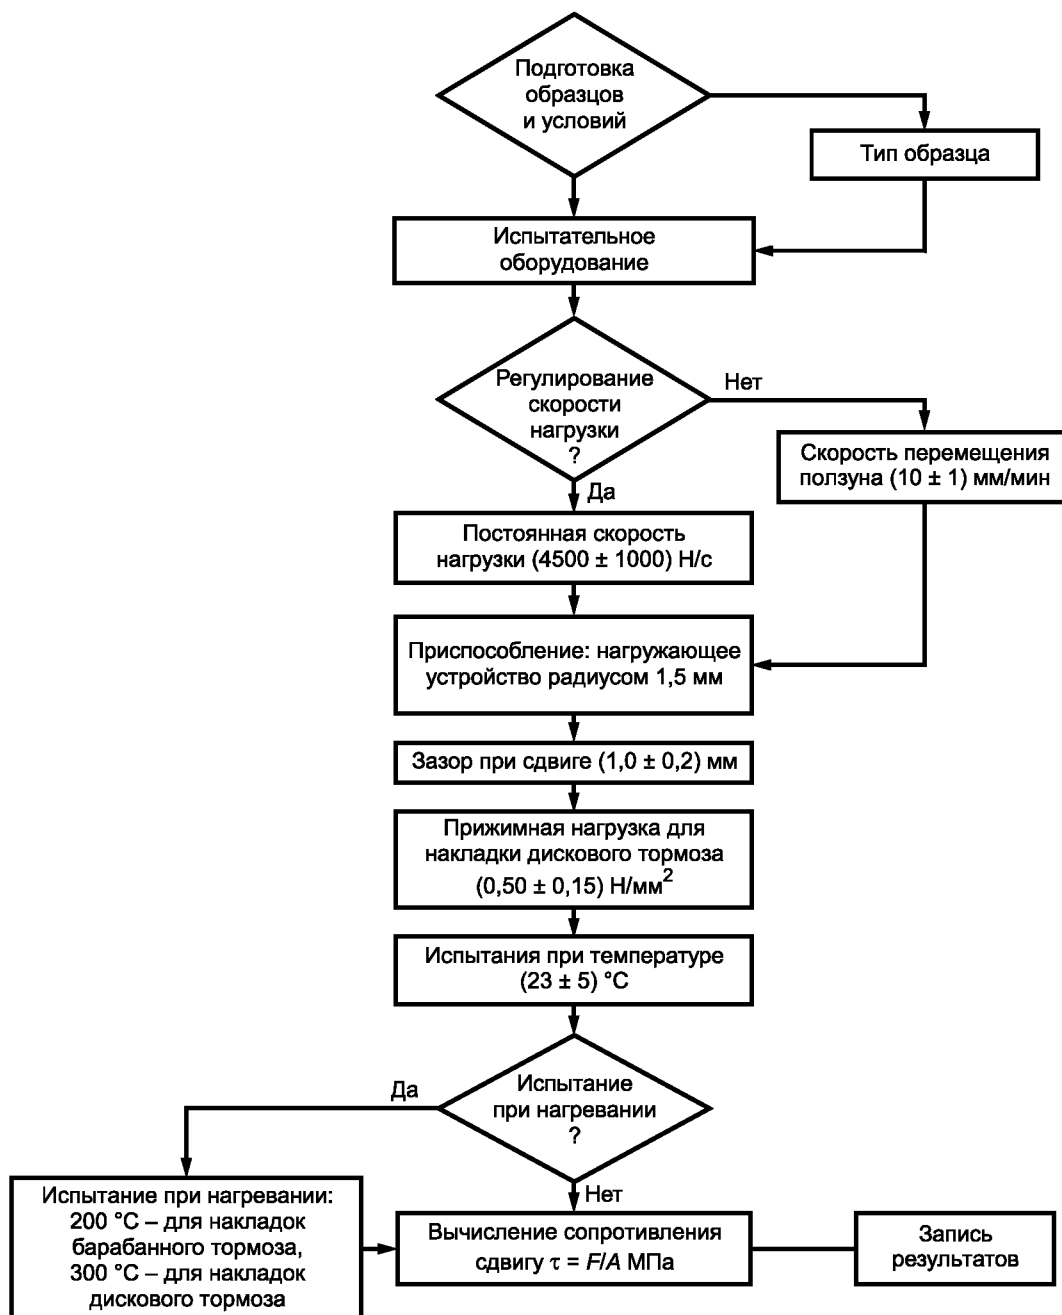 Подготовка
образцов
и условий
Тип образца
Испытательное
оборудование
Регулирование
скорости
нагрузки
?
Нет
Скорость перемещения
ползуна (10 ± 1) мм/мин
Да
Постоянная скорость
нагрузки (4500 ± 1000) Н/с
Приспособление: нагружающее
устройство радиусом 1,5 мм
Зазор при сдвиге (1,0 ± 0,2) мм
Прижимная нагрузка для
накладки дискового тормоза
(0,50 ± 0,15) Н/мм²
Испытания при температуре
(23 ± 5) °С
Испытание
при нагревании
?
Да
Нет
Испытание при нагревании:
200 °С – для накладок
барабанного тормоза,
300 °С – для накладок
дискового тормоза
Вычисление сопротивления
сдвигу τ = F/A МПа
Запись
результатов